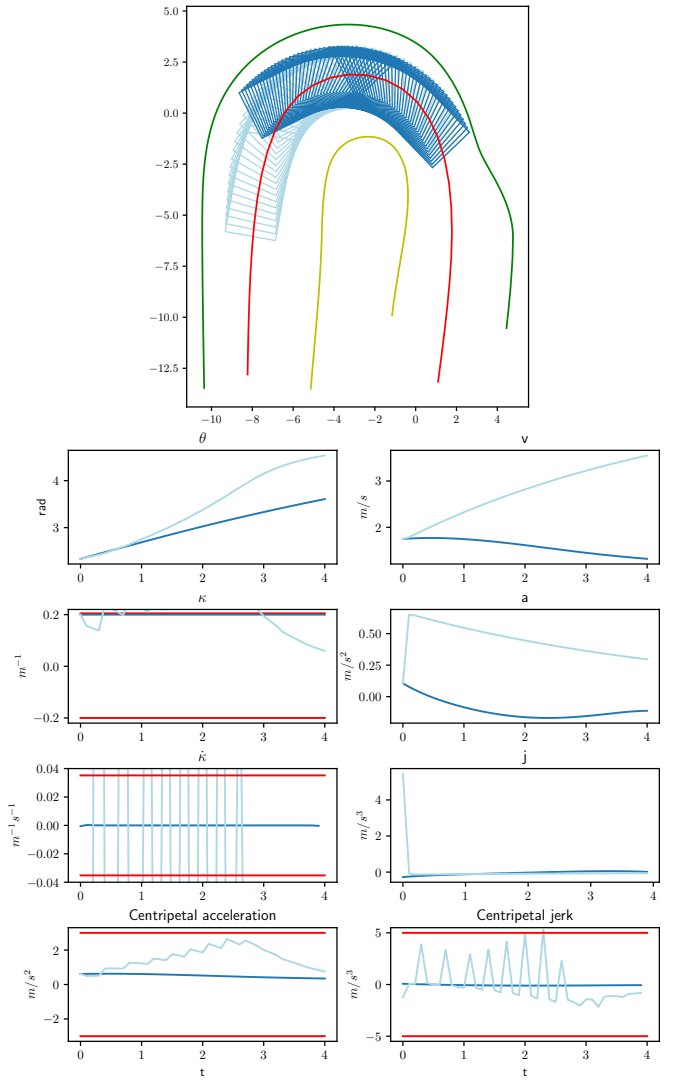 5.0
2.5
0.0
−2.5
−5.0
−7.5
−10.0
−12.5
−10 −8 −6 −4 −2 0 2 4
θ v
rad
4
3
0 1 2 3 4
m/s
3
2
0 1 2 3 4
κ a
m⁻¹
0.2
0.0
−0.2
0 1 2 3 4
m/s²
0.50
0.25
0.00
0 1 2 3 4
κ̇ j
m⁻¹s⁻¹
0.04
0.02
0.00
−0.02
−0.04
0 1 2 3 4
m/s³
4
2
0
0 1 2 3 4
Centripetal acceleration Centripetal jerk
m/s²
2
0
−2
0 1 2 3 4
t
m/s³
5
0
−5
0 1 2 3 4
t